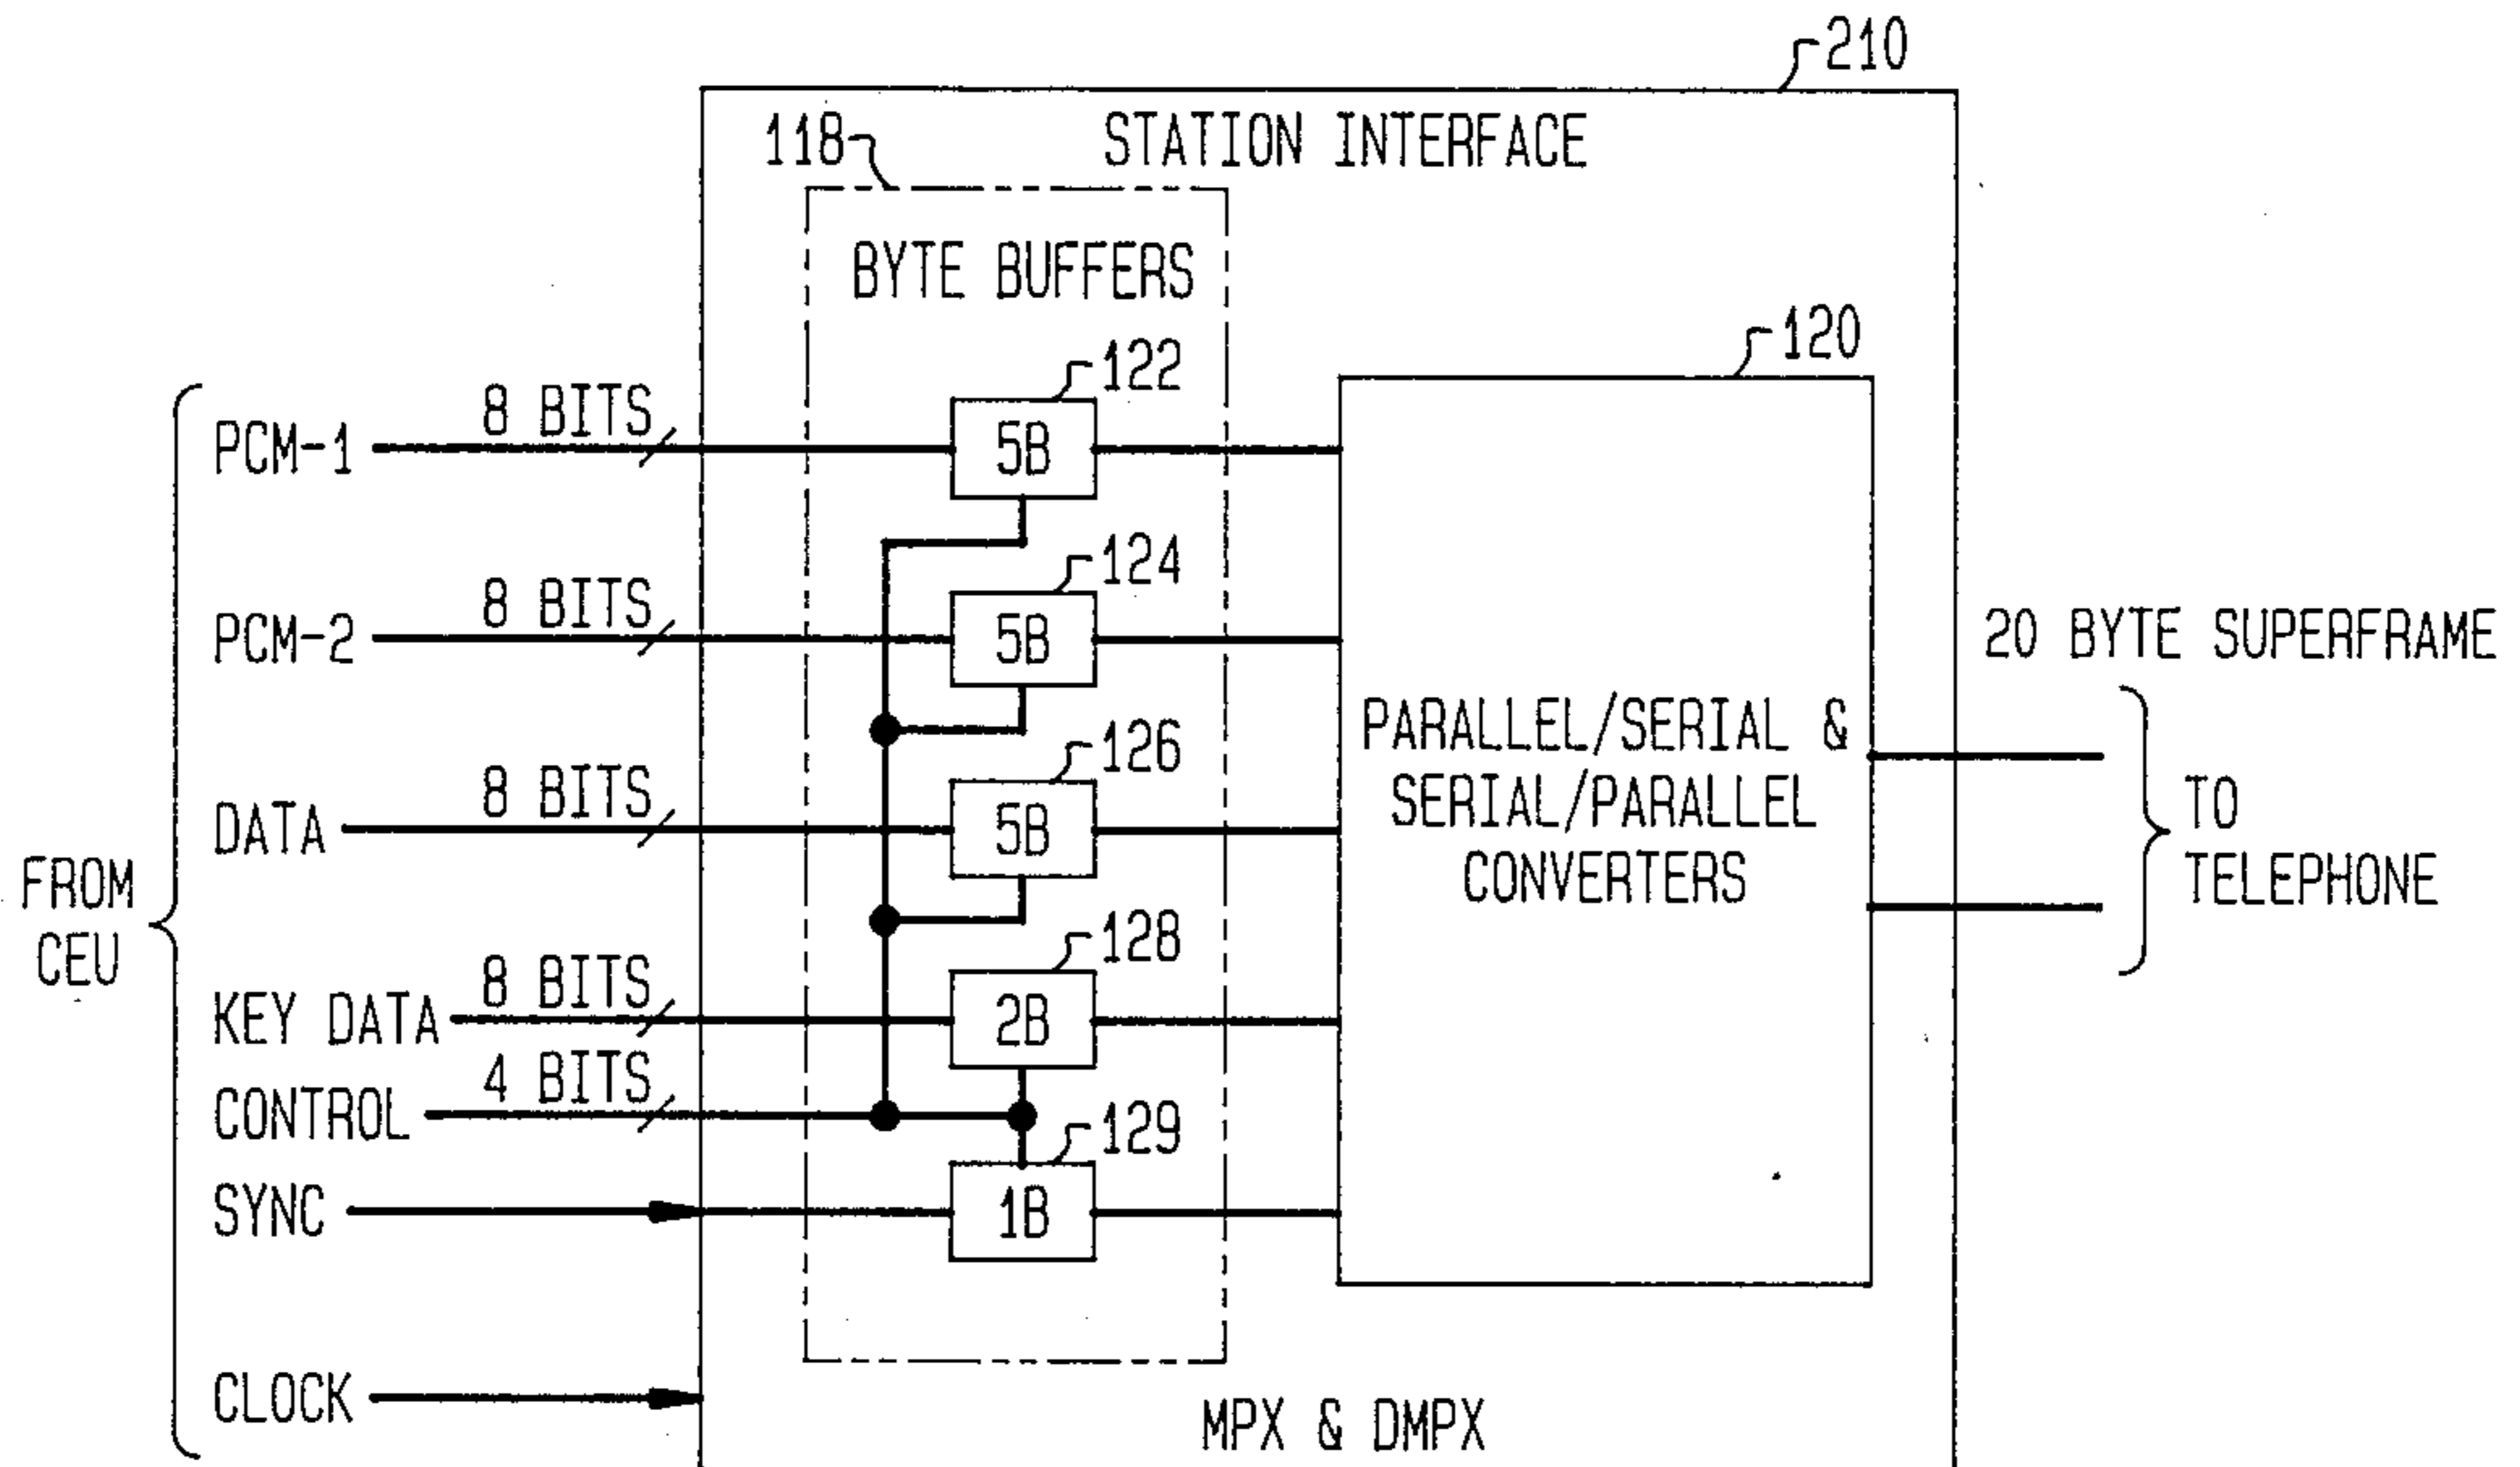 210
118
STATION INTERFACE
BYTE BUFFERS
120
122
8 BITS
PCM-1
5B
124
8 BITS
PCM-2
5B
20 BYTE SUPERFRAME
126
8 BITS
DATA
5B
PARALLEL/SERIAL &
SERIAL/PARALLEL
CONVERTERS
TO
TELEPHONE
FROM
CEU
128
8 BITS
KEY DATA
2B
4 BITS
CONTROL
129
SYNC
1B
CLOCK
MPX & DMPX